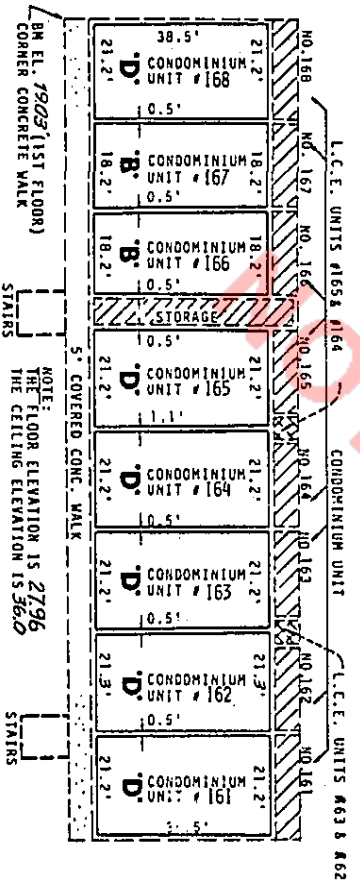 NO.168
NO. 167
NO. 166
NO.165
NO.164
NO.163
NO.162
NO.161
L.C.E. UNITS #165 & #164
CONDOMINIUM UNIT
L.C.E. UNITS #163 & #162
38.5'
21.2'
21.2'
"D"
CONDOMINIUM
UNIT # 168
0.5'
18.2'
18.2'
"B"
CONDOMINIUM
UNIT #167
0.5'
18.2'
18.2'
"B"
CONDOMINIUM
UNIT #166
0.5'
STORAGE
0.5'
21.2'
21.2'
"D"
CONDOMINIUM
UNIT #165
1.1'
21.2'
21.2'
"D"
CONDOMINIUM
UNIT # 164
0.5'
21.2'
21.2'
"D"
CONDOMINIUM
UNIT # 163
0.5'
21.3'
21.3'
"D"
CONDOMINIUM
UNIT # 162
0.5'
21.2'
21.2'
"D"
CONDOMINIUM
UNIT # 161
5' COVERED CONC. WALK
BM EL. 19.03' (1ST FLOOR)
CORNER CONCRETE WALK
STAIRS
STAIRS
NOTE:
THE FLOOR ELEVATION IS 27.96
THE CEILING ELEVATION IS 36.0